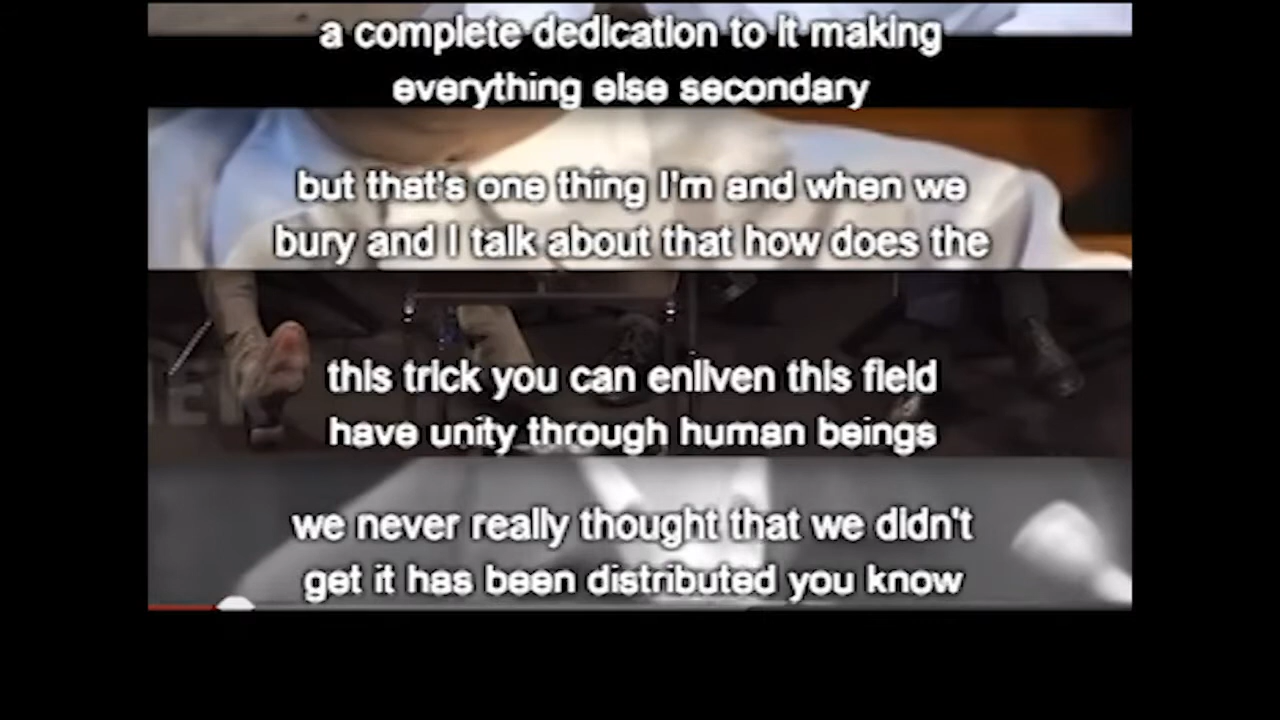 a complete dedication to it making
everything else secondary
but that's one thing I'm and when we
bury and I talk about that how does the
this trick you can enliven this field
have unity through human beings
we never really thought that we didn't
get it has been distributed you know